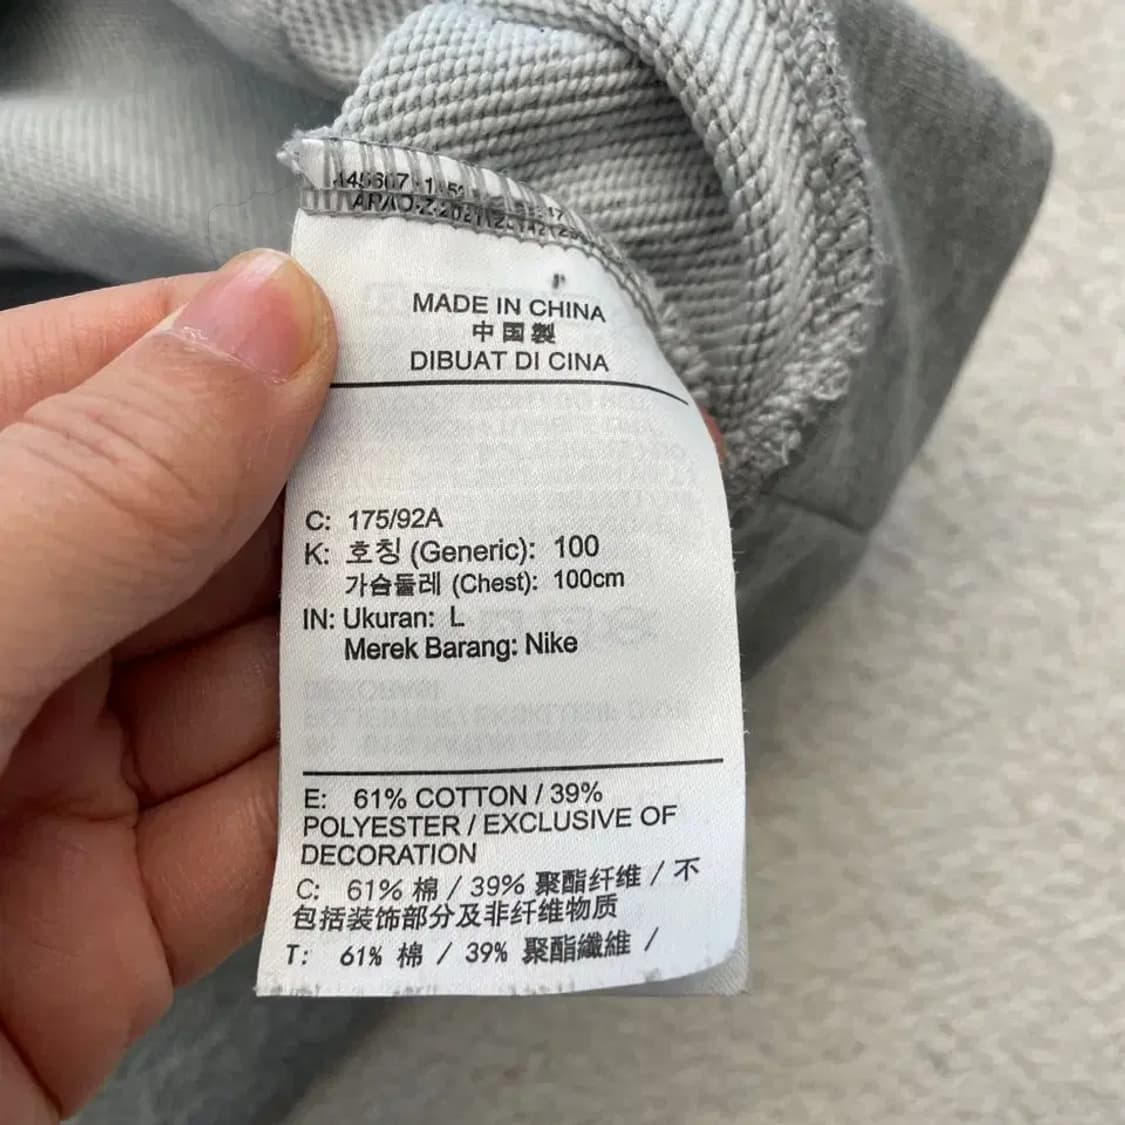 MADE IN CHINA
中国製
DIBUAT DI CINA
C: 175/92A
K: 호칭 (Generic): 100
가슴둘레 (Chest): 100cm
IN: Ukuran: L
Merek Barang: Nike
E: 61% COTTON / 39%
POLYESTER / EXCLUSIVE OF
DECORATION
C: 61% 棉 / 39% 聚酯纤维 / 不
包括装饰部分及非纤维物质
T: 61% 棉 / 39% 聚酯纖維 /